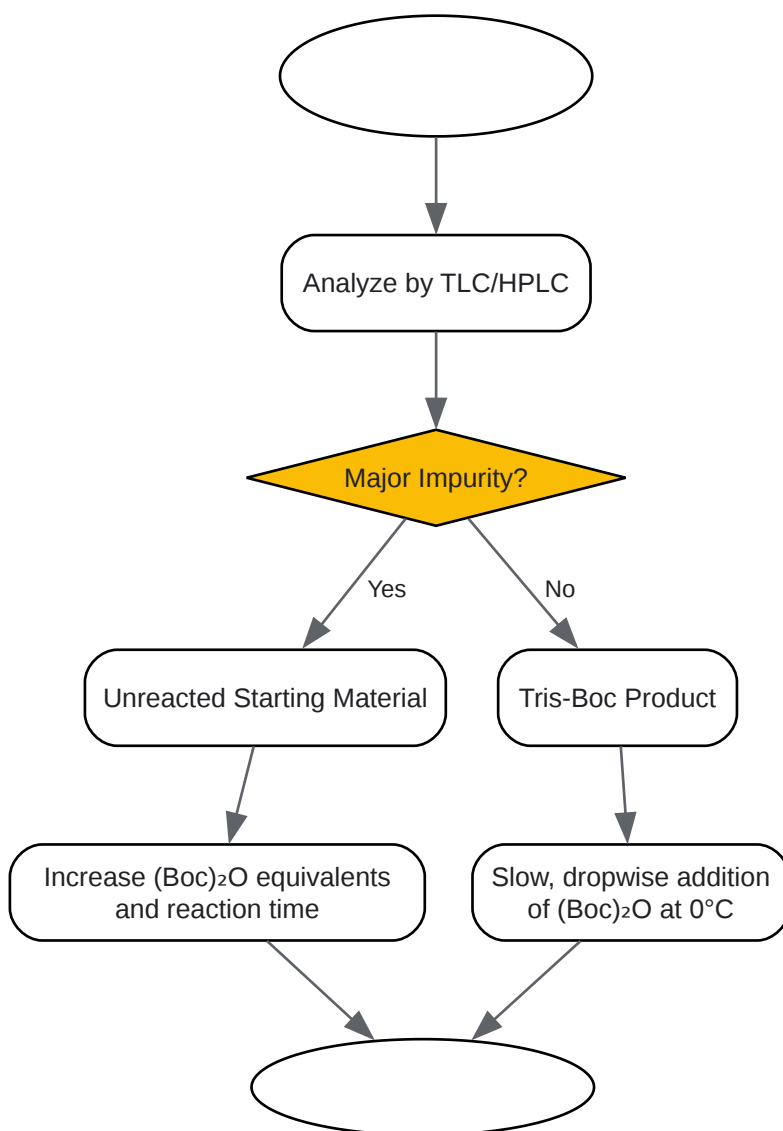 Analyze by TLC/HPLC
Major Impurity?
Yes
No
Unreacted Starting Material
Tris-Boc Product
Increase (Boc)₂O equivalents
and reaction time
Slow, dropwise addition
of (Boc)₂O at 0°C